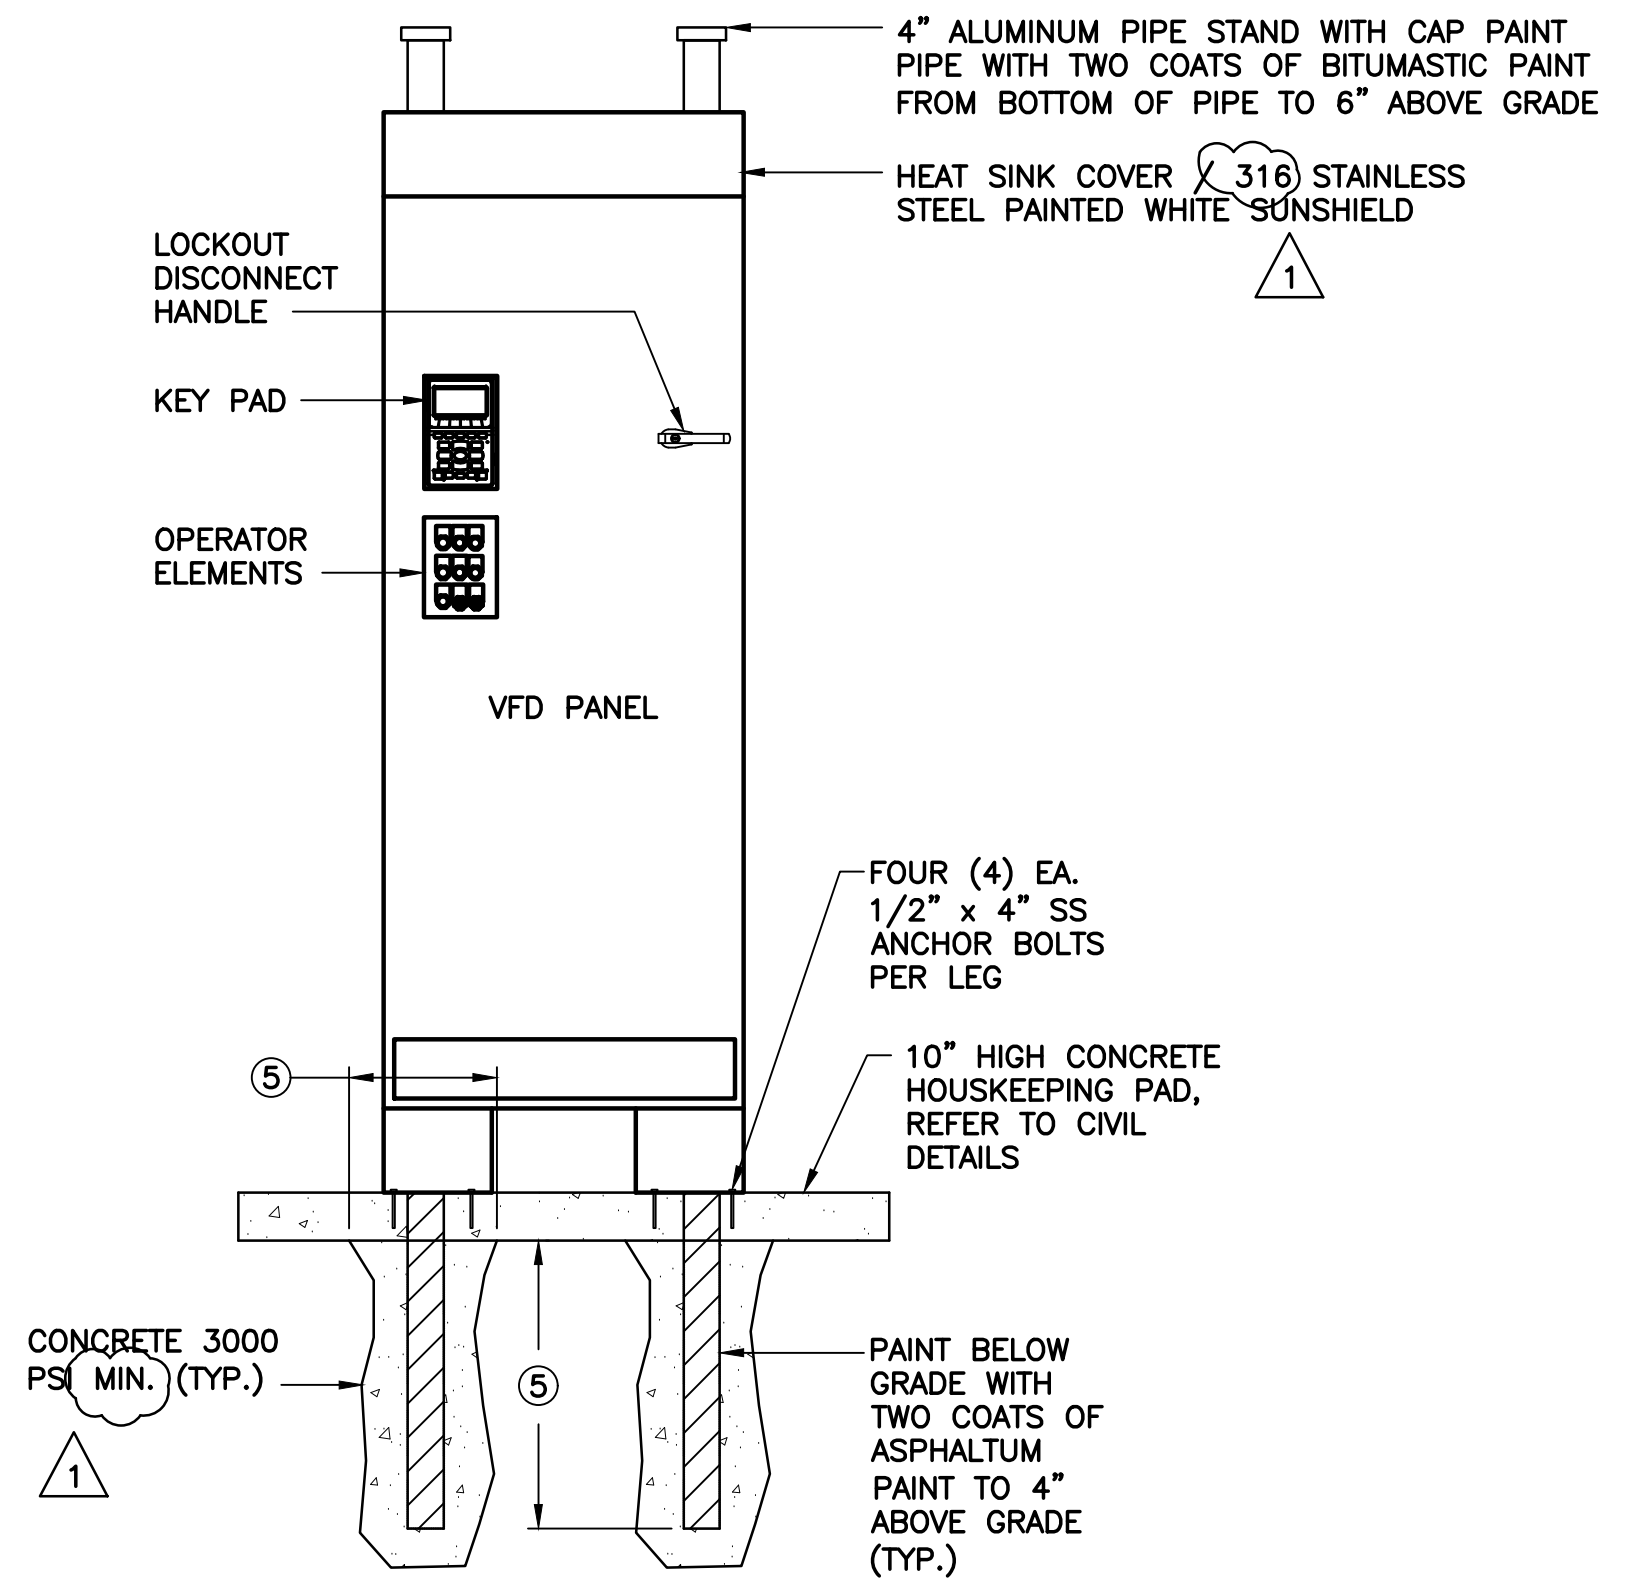 4" ALUMINUM PIPE STAND WITH CAP PAINT
PIPE WITH TWO COATS OF BITUMASTIC PAINT
FROM BOTTOM OF PIPE TO 6" ABOVE GRADE
HEAT SINK COVER / 316 STAINLESS
STEEL PAINTED WHITE SUNSHIELD
1
LOCKOUT
DISCONNECT
HANDLE
KEY PAD
OPERATOR
ELEMENTS
VFD PANEL
FOUR (4) EA.
1/2" x 4" SS
ANCHOR BOLTS
PER LEG
5
10" HIGH CONCRETE
HOUSKEEPING PAD,
REFER TO CIVIL
DETAILS
CONCRETE 3000
PSI MIN. (TYP.)
1
5
PAINT BELOW
GRADE WITH
TWO COATS OF
ASPHALTUM
PAINT TO 4"
ABOVE GRADE
(TYP.)